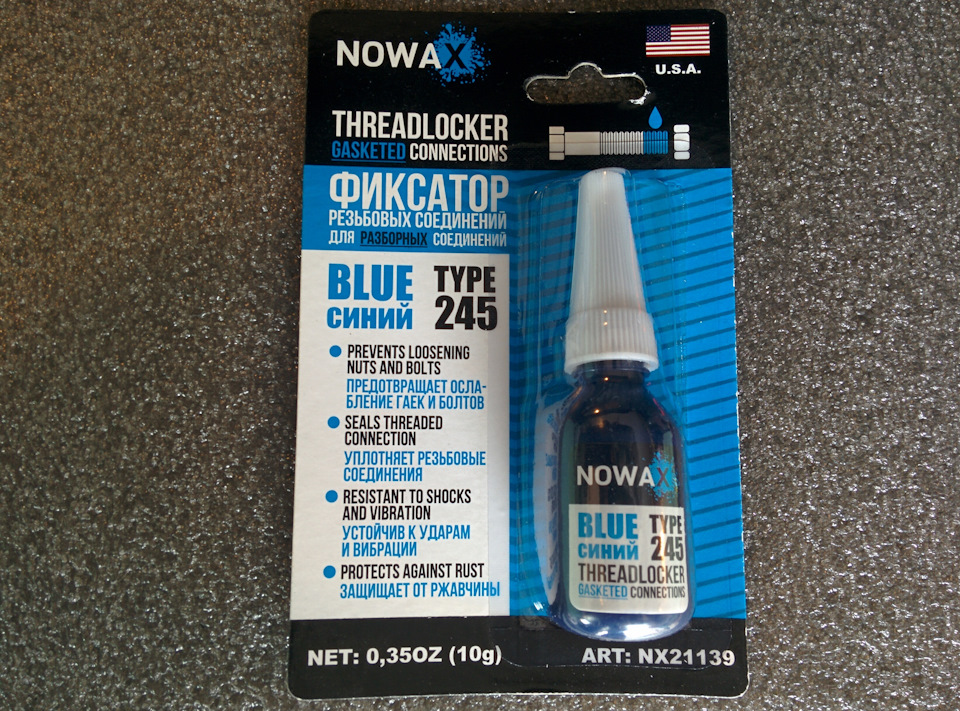 NOWAX
U.S.A.
THREADLOCKER
GASKETED CONNECTIONS
ФИКСАТОР
РЕЗЬБОВЫХ СОЕДИНЕНИЙ
ДЛЯ РАЗБОРНЫХ СОЕДИНЕНИЙ
BLUE
СИНИЙ
TYPE
245
PREVENTS LOOSENING
NUTS AND BOLTS
ПРЕДОТВРАЩАЕТ ОСЛА-
БЛЕНИЕ ГАЕК И БОЛТОВ
SEALS THREADED
CONNECTION
УПЛОТНЯЕТ РЕЗЬБОВЫЕ
СОЕДИНЕНИЯ
RESISTANT TO SHOCKS
AND VIBRATION
УСТОЙЧИВ К УДАРАМ
И ВИБРАЦИИ
PROTECTS AGAINST RUST
ЗАЩИЩАЕТ ОТ РЖАВЧИНЫ
NOWAX
BLUE
СИНИЙ
TYPE
245
THREADLOCKER
GASKETED CONNECTIONS
NET: 0,35OZ (10g)
ART: NX21139